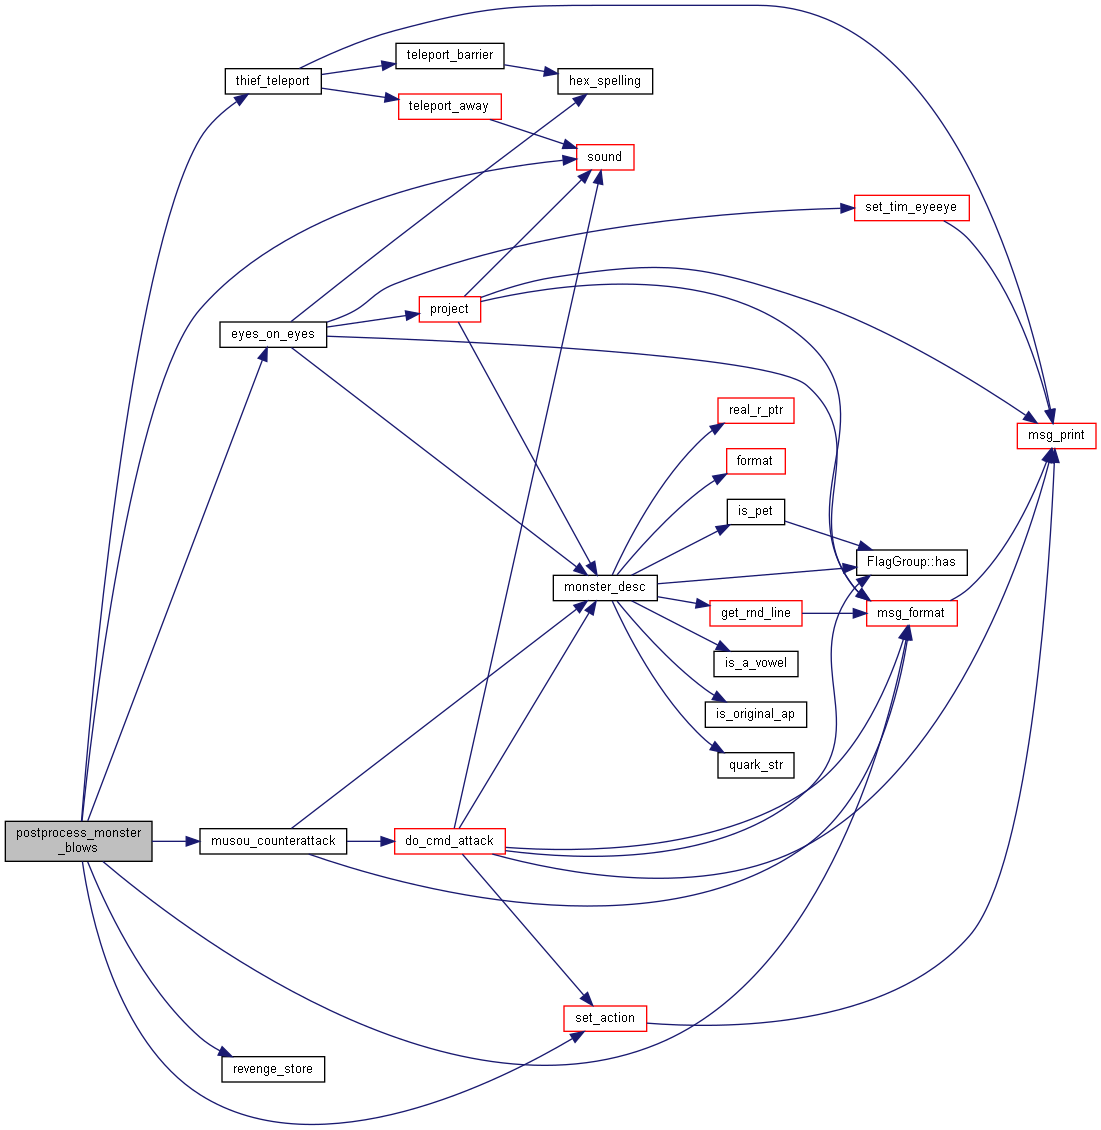 teleport_barrier
thief_teleport
hex_spelling
teleport_away
sound
set_tim_eyeeye
project
eyes_on_eyes
real_r_ptr
msg_print
format
is_pet
FlagGroup::has
monster_desc
get_rnd_line
msg_format
is_a_vowel
is_original_ap
quark_str
postprocess_monster
_blows
musou_counterattack
do_cmd_attack
set_action
revenge_store